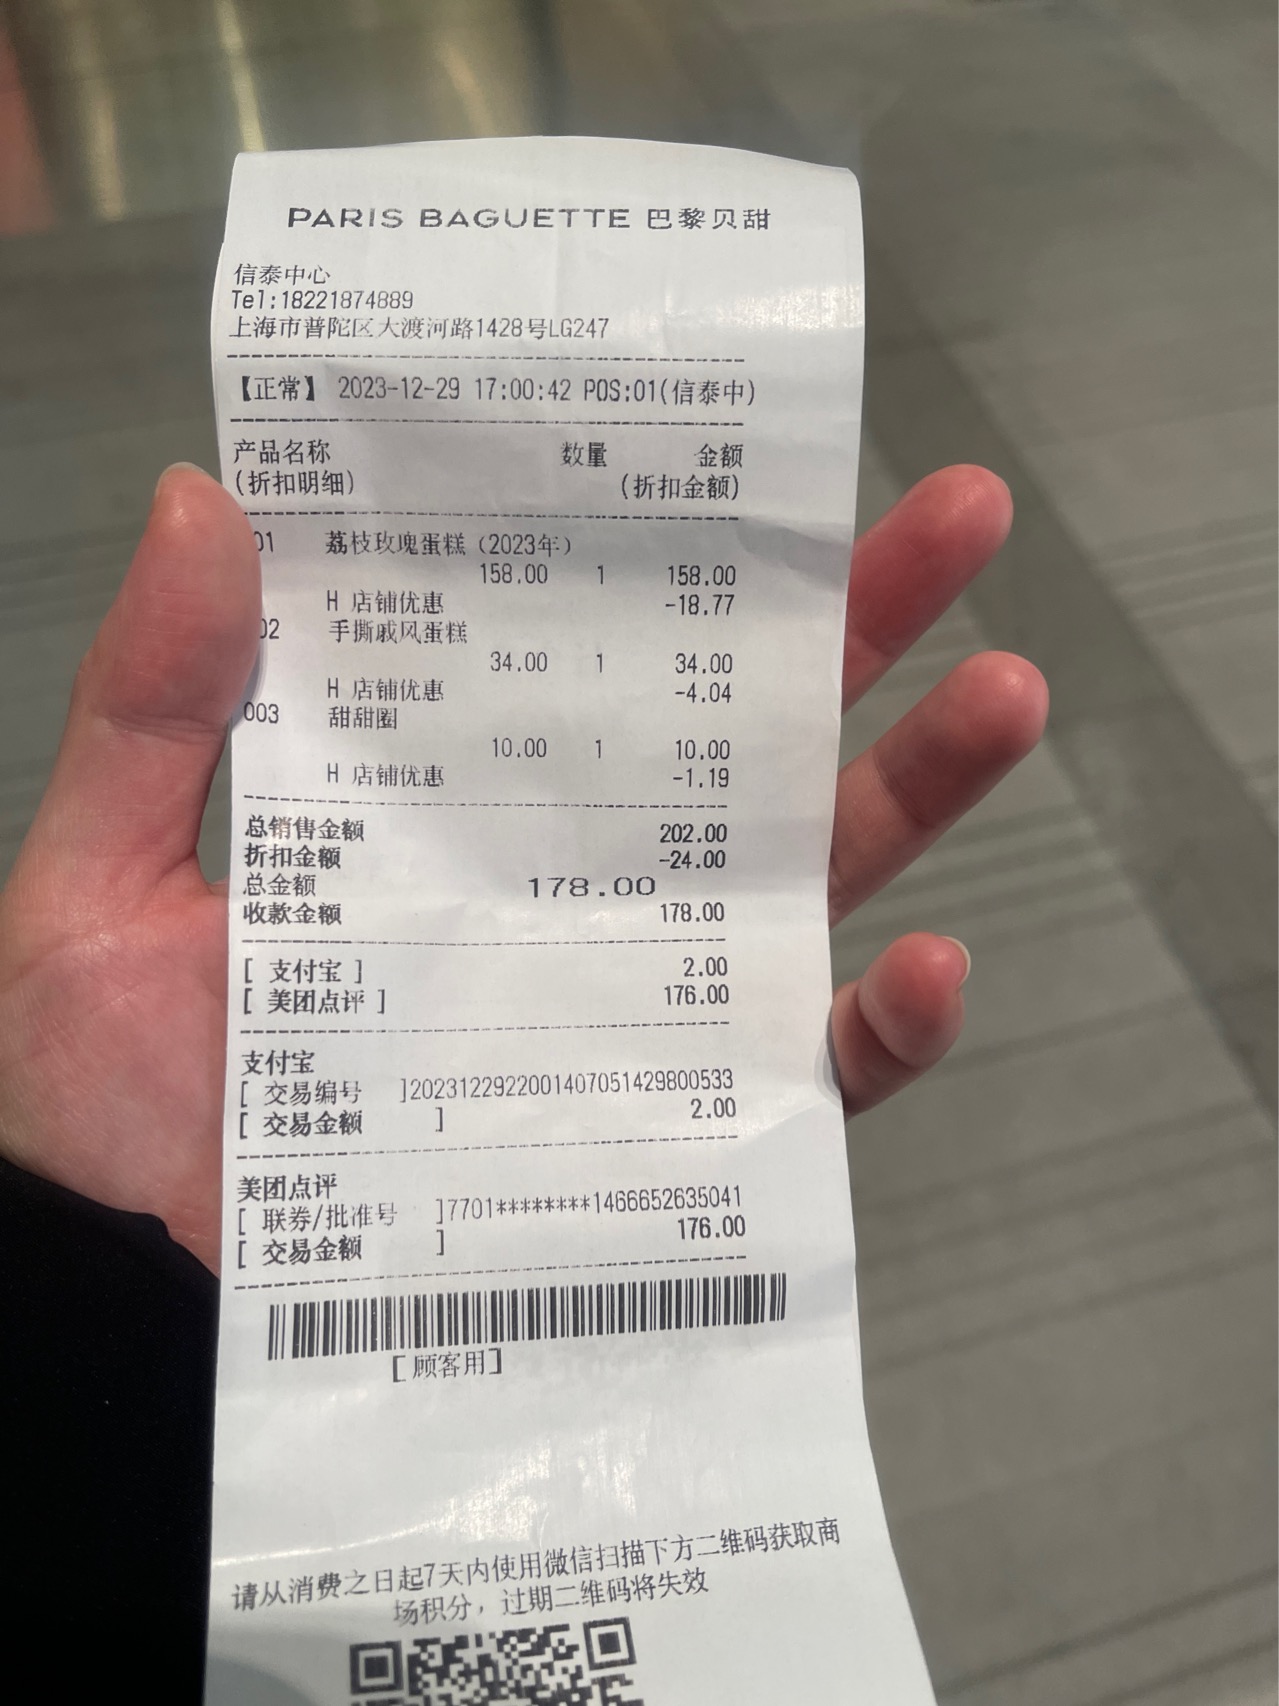 PARIS BAGUETTE 巴黎贝甜
信泰中心
Tel:18221874889
上海市普陀区大渡河路1428号LG247
【正常】 2023-12-29 17:00:42 POS:01(信泰中)
产品名称 数量 金额
(折扣明细) (折扣金额)
01 荔枝玫瑰蛋糕(2023年)
158.00 1 158.00
H 店铺优惠 -18.77
02 手撕戚风蛋糕
34.00 1 34.00
H 店铺优惠 -4.04
003 甜甜圈
10.00 1 10.00
H 店铺优惠 -1.19
总销售金额 202.00
折扣金额 -24.00
总金额 178.00
收款金额 178.00
[ 支付宝 ] 2.00
[ 美团点评 ] 176.00
支付宝
[ 交易编号 ]2023122922001407051429800533
[ 交易金额 ] 2.00
美团点评
[ 联券/批准号 ]7701********1466652635041
[ 交易金额 ] 176.00
[顾客用]
请从消费之日起7天内使用微信扫描下方二维码获取商
场积分，过期二维码将失效